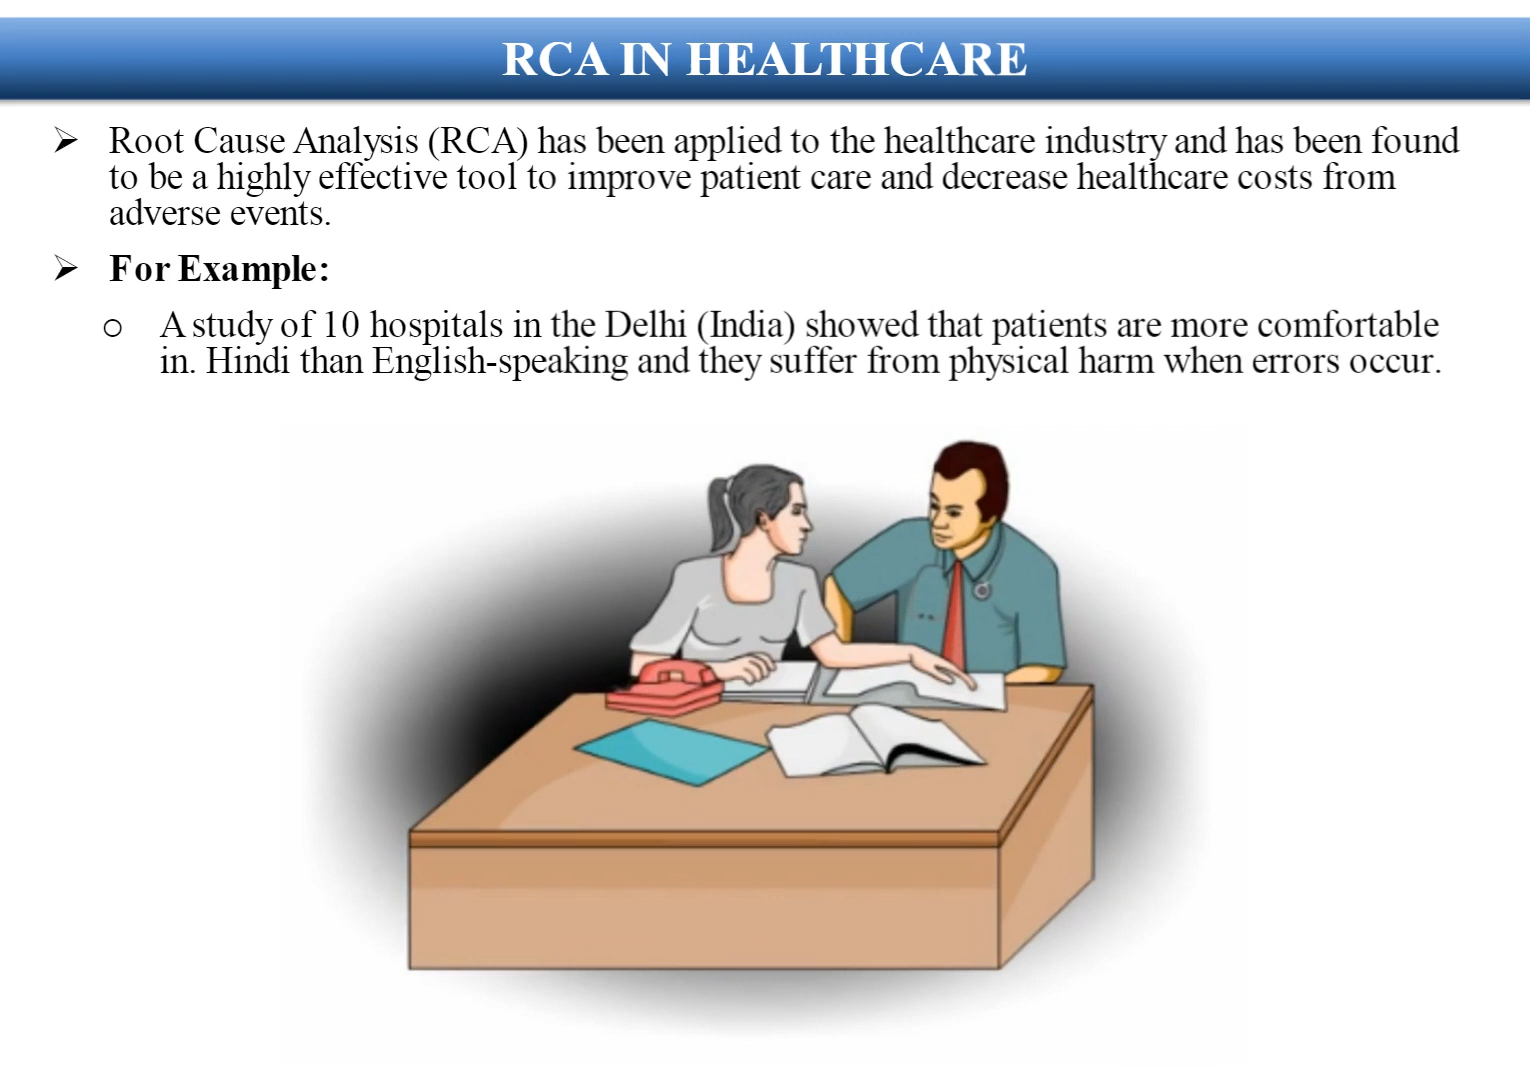 RCA IN HEALTHCARE
➢ Root Cause Analysis (RCA) has been applied to the healthcare industry and has been found
to be a highly effective tool to improve patient care and decrease healthcare costs from
adverse events.
➢ For Example:
o A study of 10 hospitals in the Delhi (India) showed that patients are more comfortable
in. Hindi than English-speaking and they suffer from physical harm when errors occur.